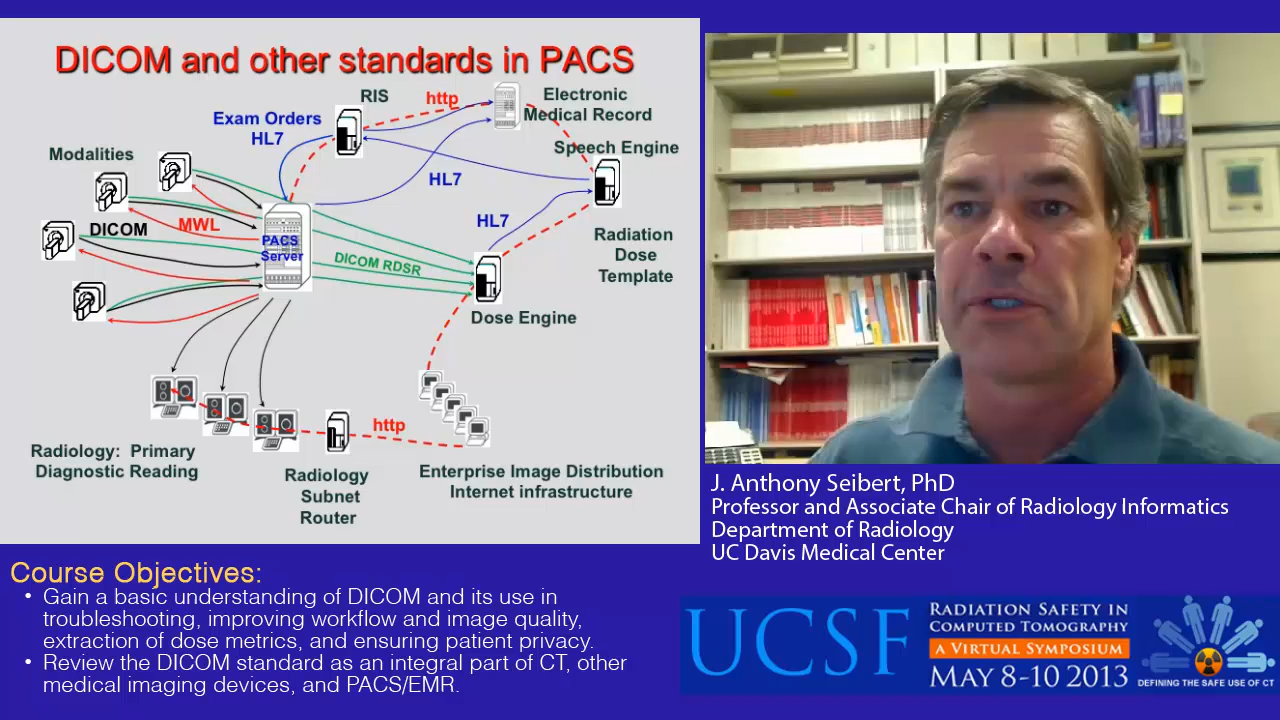 DICOM and other standards in PACS
RIS
http
Electronic
Medical Record
Exam Orders
HL7
Speech Engine
Modalities
HL7
MWL
DICOM
HL7
PACS
Server
DICOM RDSR
Radiation
Dose
Template
Dose Engine
http
Radiology: Primary
Diagnostic Reading
Radiology
Subnet
Router
Enterprise Image Distribution
Internet infrastructure
J. Anthony Seibert, PhD
Professor and Associate Chair of Radiology Informatics
Department of Radiology
UC Davis Medical Center
Course Objectives:
• Gain a basic understanding of DICOM and its use in
troubleshooting, improving workflow and image quality,
extraction of dose metrics, and ensuring patient privacy.
• Review the DICOM standard as an integral part of CT, other
medical imaging devices, and PACS/EMR.
UCSF
RADIATION SAFETY IN
COMPUTED TOMOGRAPHY
A VIRTUAL SYMPOSIUM
MAY 8-10 2013
DEFINING THE SAFE USE OF CT